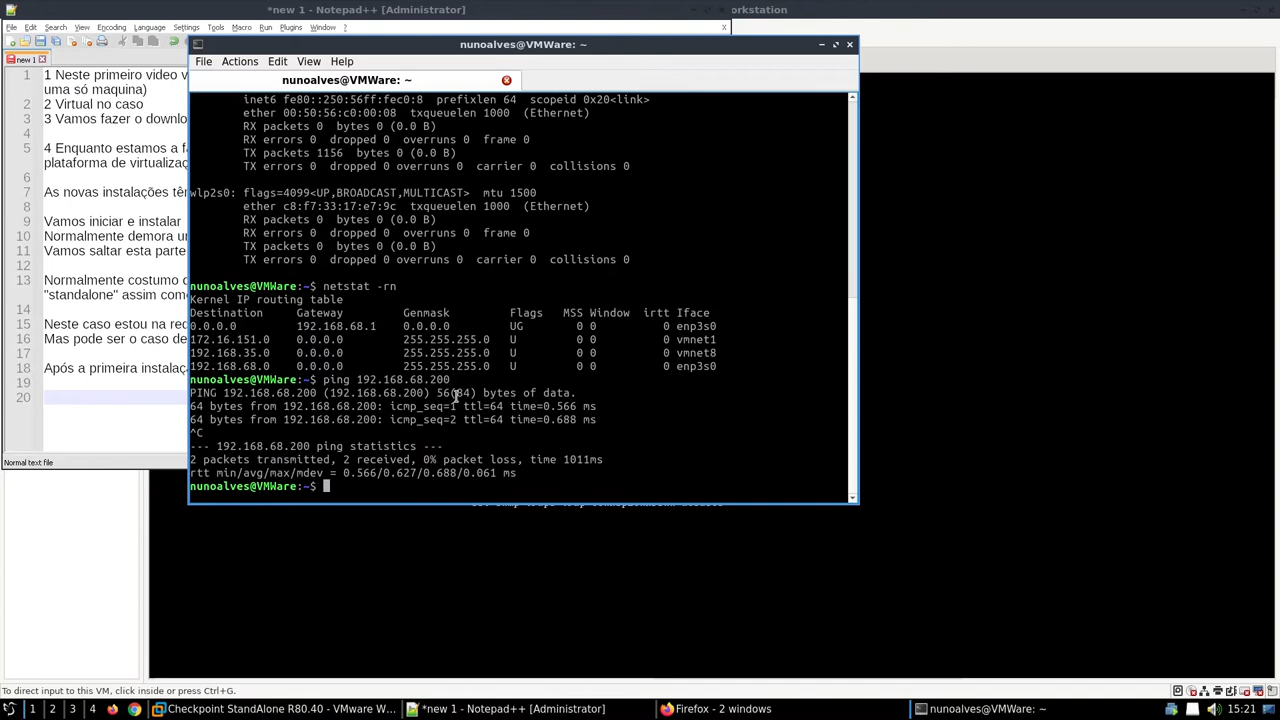 *new 1 - Notepad++ [Administrator]
orkstation
File Edit Search View Encoding Language Settings Tools Macro Run Plugins Window ?
nunoalves@VMWare: ~
File Actions Edit View Help
new 1
nunoalves@VMWare: ~
1 Neste primeiro video v
uma só maquina)
2 Virtual no caso
3 Vamos fazer o downlo
4 Enquanto estamos a fa
plataforma de virtualizaç
As novas instalações têr
Vamos iniciar e instalar
Normalmente demora un
Vamos saltar esta parte
Normalmente costumo c
"standalone" assim como
Neste caso estou na red
Mas pode ser o caso de
Após a primeira instalaç
1
2
3
4
5
6
7
8
9
10
11
12
13
14
15
16
17
18
19
20
Normal text file
inet6 fe80::250:56ff:fec0:8 prefixlen 64 scopeid 0x20<link>
ether 00:50:56:c0:00:08 txqueuelen 1000 (Ethernet)
RX packets 0 bytes 0 (0.0 B)
RX errors 0 dropped 0 overruns 0 frame 0
TX packets 1156 bytes 0 (0.0 B)
TX errors 0 dropped 0 overruns 0 carrier 0 collisions 0
wlp2s0: flags=4099<UP,BROADCAST,MULTICAST> mtu 1500
ether c8:f7:33:17:e7:9c txqueuelen 1000 (Ethernet)
RX packets 0 bytes 0 (0.0 B)
RX errors 0 dropped 0 overruns 0 frame 0
TX packets 0 bytes 0 (0.0 B)
TX errors 0 dropped 0 overruns 0 carrier 0 collisions 0
nunoalves@VMWare:~$ netstat -rn
Kernel IP routing table
Destination Gateway Genmask Flags MSS Window irtt Iface
0.0.0.0 192.168.68.1 0.0.0.0 UG 0 0 0 enp3s0
172.16.151.0 0.0.0.0 255.255.255.0 U 0 0 0 vmnet1
192.168.35.0 0.0.0.0 255.255.255.0 U 0 0 0 vmnet8
192.168.68.0 0.0.0.0 255.255.255.0 U 0 0 0 enp3s0
nunoalves@VMWare:~$ ping 192.168.68.200
PING 192.168.68.200 (192.168.68.200) 56(84) bytes of data.
64 bytes from 192.168.68.200: icmp_seq=1 ttl=64 time=0.566 ms
64 bytes from 192.168.68.200: icmp_seq=2 ttl=64 time=0.688 ms
^C
--- 192.168.68.200 ping statistics ---
2 packets transmitted, 2 received, 0% packet loss, time 1011ms
rtt min/avg/max/mdev = 0.566/0.627/0.688/0.061 ms
nunoalves@VMWare:~$
To direct input to this VM, click inside or press Ctrl+G.
1 2 3 4 Checkpoint StandAlone R80.40 - VMware W... *new 1 - Notepad++ [Administrator] Firefox - 2 windows nunoalves@VMWare: ~ 15:21